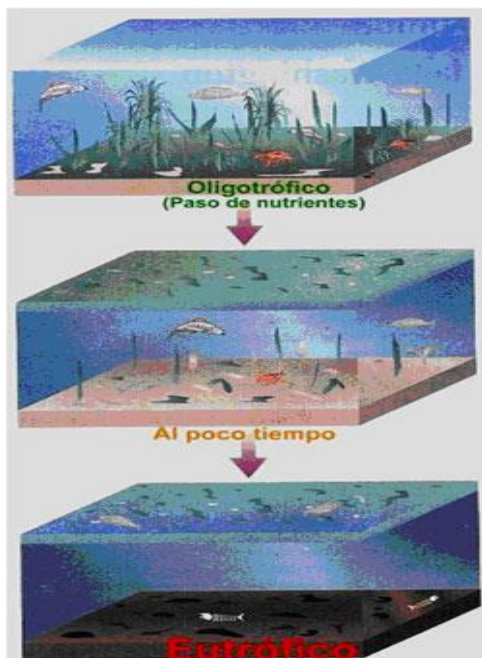 Oligotrófico
(Paso de nutrientes)
Al poco tiempo
Eutrófico